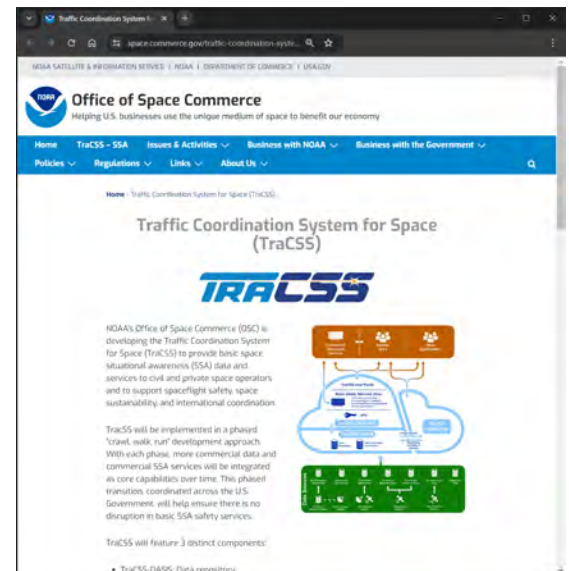 Traffic Coordination System f
space.commerce.gov/traffic-coordination-syste...
NOAA SATELLITE & INFORMATION SERVICE | NOAA | DEPARTMENT OF COMMERCE | USA.GOV
NOAA
Office of Space Commerce
Helping U.S. businesses use the unique medium of space to benefit our economy
Home TraCSS – SSA Issues & Activities Business with NOAA Business with the Government
Policies Regulations Links About Us
Home › Traffic Coordination System for Space (TraCSS)
Traffic Coordination System for Space
(TraCSS)
TRACSS
NOAA's Office of Space Commerce (OSC) is
developing the Traffic Coordination System
for Space (TraCSS) to provide basic space
situational awareness (SSA) data and
services to civil and private space operators
and to support spaceflight safety, space
sustainability, and international coordination.
TraCSS will be implemented in a phased
"crawl, walk, run" development approach.
With each phase, more commercial data and
commercial SSA services will be integrated
as core capabilities over time. This phased
transition, coordinated across the U.S.
Government, will help ensure there is no
disruption in basic SSA safety services.
TraCSS will feature 3 distinct components:
• TraCSS-OASIS: Data repository